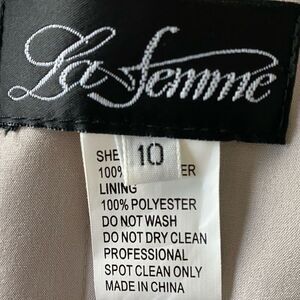 La Femme
10
SHE
100% ER
LINING
100% POLYESTER
DO NOT WASH
DO NOT DRY CLEAN
PROFESSIONAL
SPOT CLEAN ONLY
MADE IN CHINA